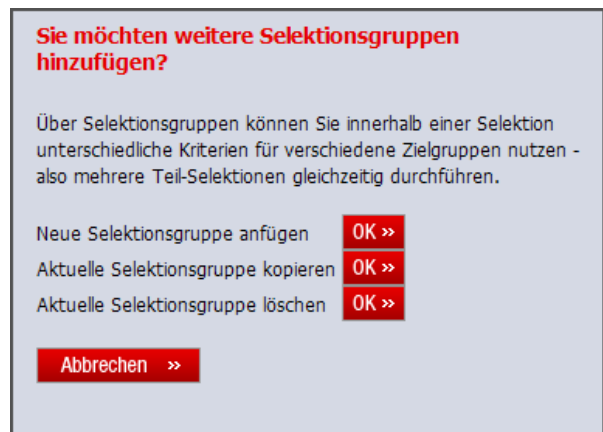 Sie möchten weitere Selektionsgruppen
hinzufügen?
Über Selektionsgruppen können Sie innerhalb einer Selektion
unterschiedliche Kriterien für verschiedene Zielgruppen nutzen -
also mehrere Teil-Selektionen gleichzeitig durchführen.
Neue Selektionsgruppe anfügen OK »
Aktuelle Selektionsgruppe kopieren OK »
Aktuelle Selektionsgruppe löschen OK »
Abbrechen »